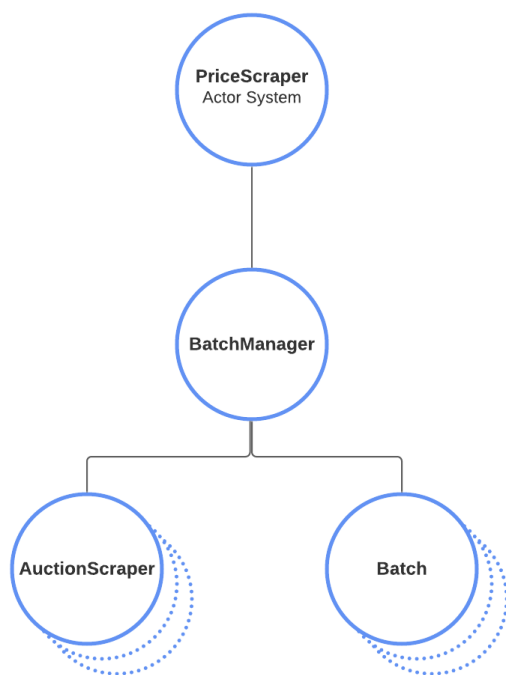 PriceScraper
Actor System
BatchManager
AuctionScraper
Batch